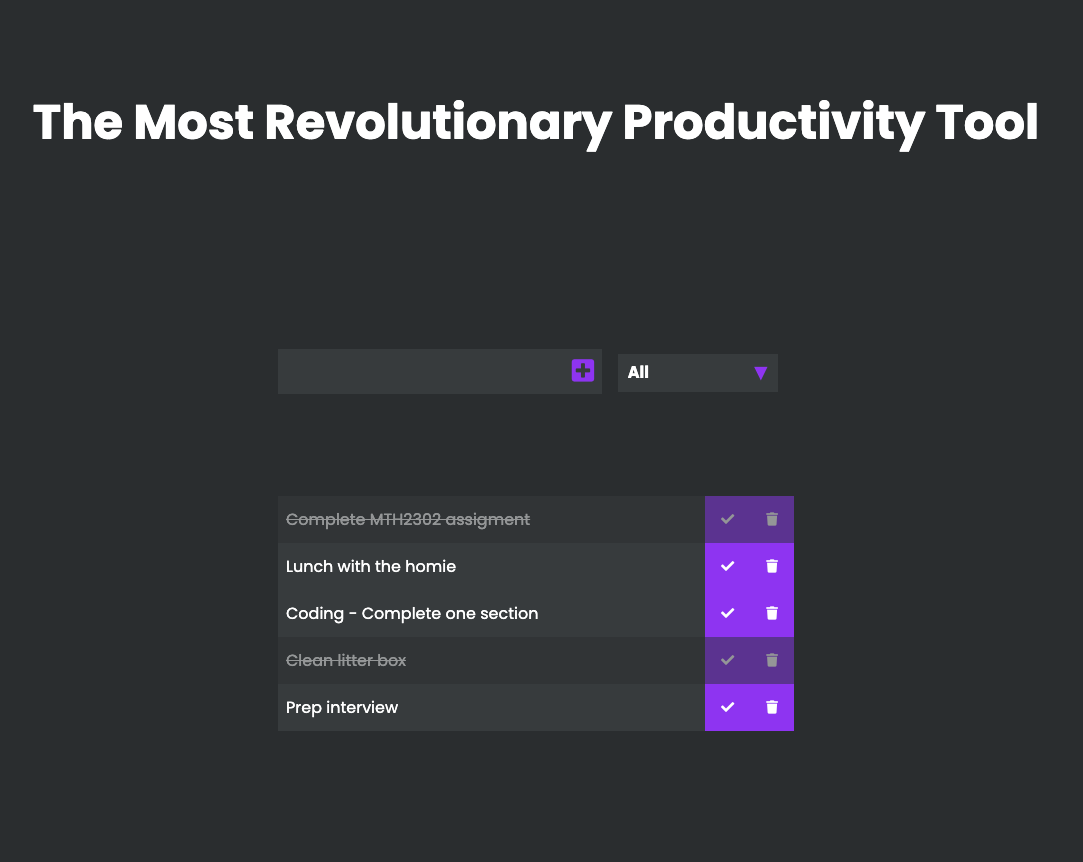 The Most Revolutionary Productivity Tool
All
Complete MTH2302 assigment
Lunch with the homie
Coding - Complete one section
Clean litter box
Prep interview